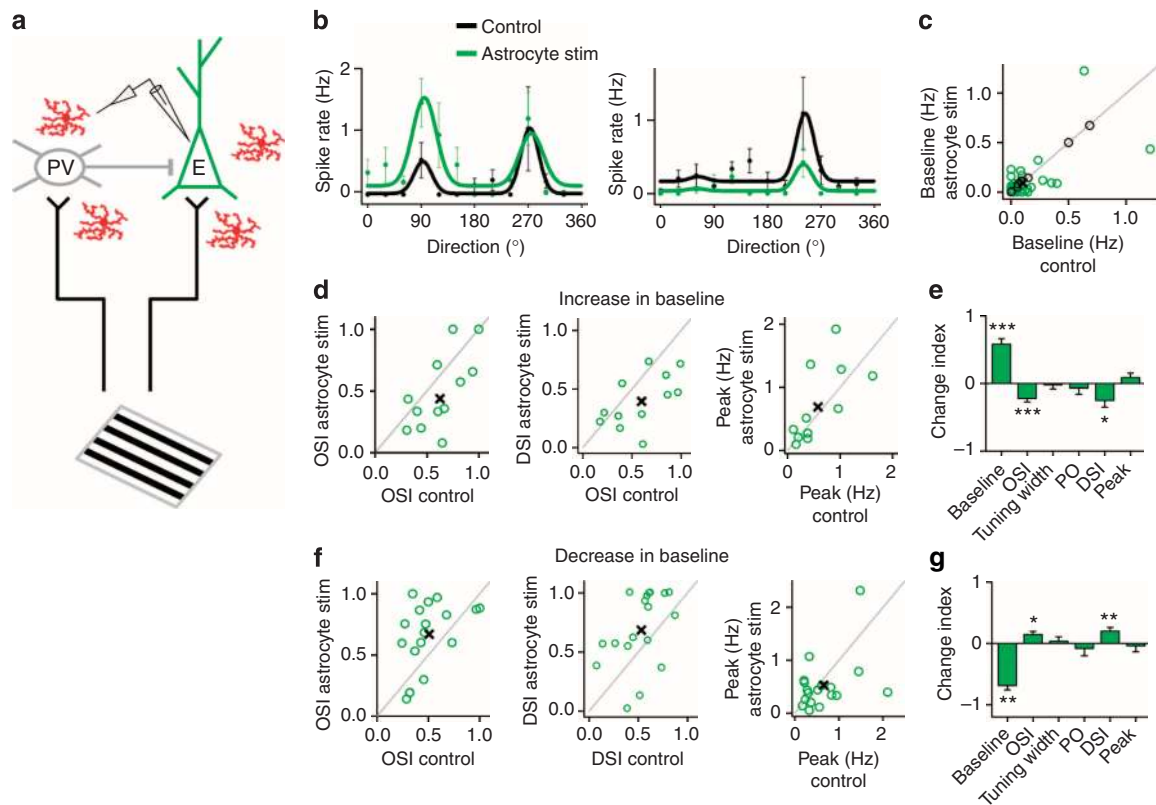 a
PV
E
b
Control
Astrocyte stim
Spike rate (Hz)
2
1
0
0 90 180 270 360
Direction (°)
Spike rate (Hz)
2
1
0
0 90 180 270 360
Direction (°)
c
Baseline (Hz)
astrocyte stim
1.0
0.5
0.0
0.0 0.5 1.0
Baseline (Hz)
control
d
Increase in baseline
OSI astrocyte stim
1.0
0.5
0.0
0.0 0.5 1.0
OSI control
DSI astrocyte stim
1.0
0.5
0.0
0.0 0.5 1.0
OSI control
Peak (Hz)
astrocyte stim
2
1
0
0 1 2
Peak (Hz)
control
e
Change index
1
0
−1
***
***
*
Baseline
OSI
Tuning width
PO
DSI
Peak
f
Decrease in baseline
OSI astrocyte stim
1.0
0.5
0.0
0.0 0.5 1.0
OSI control
DSI astrocyte stim
1.0
0.5
0.0
0.0 0.5 1.0
DSI control
Peak (Hz)
astrocyte stim
2
1
0
0 1 2
Peak (Hz)
control
g
Change index
1
0
−1
**
*
**
Baseline
OSI
Tuning width
PO
DSI
Peak